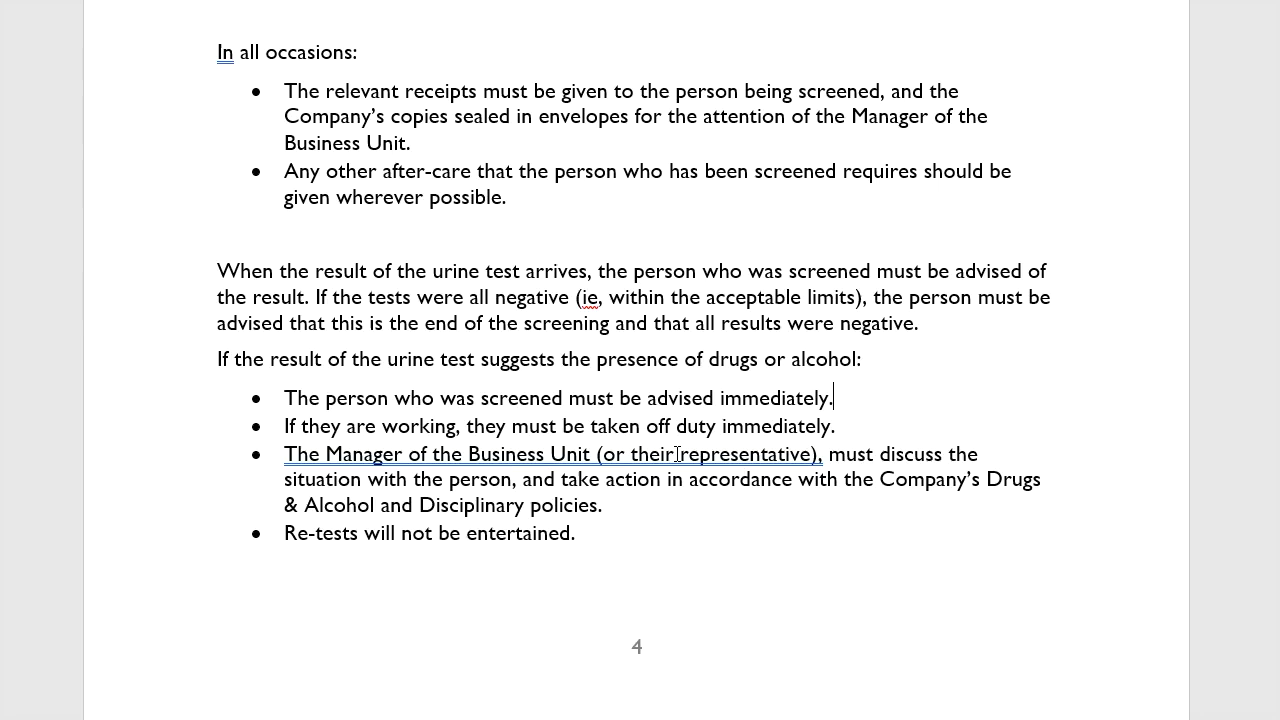 In all occasions:
• The relevant receipts must be given to the person being screened, and the
Company’s copies sealed in envelopes for the attention of the Manager of the
Business Unit.
• Any other after-care that the person who has been screened requires should be
given wherever possible.
When the result of the urine test arrives, the person who was screened must be advised of
the result. If the tests were all negative (ie, within the acceptable limits), the person must be
advised that this is the end of the screening and that all results were negative.
If the result of the urine test suggests the presence of drugs or alcohol:
• The person who was screened must be advised immediately.
• If they are working, they must be taken off duty immediately.
• The Manager of the Business Unit (or their representative), must discuss the
situation with the person, and take action in accordance with the Company’s Drugs
& Alcohol and Disciplinary policies.
• Re-tests will not be entertained.
4